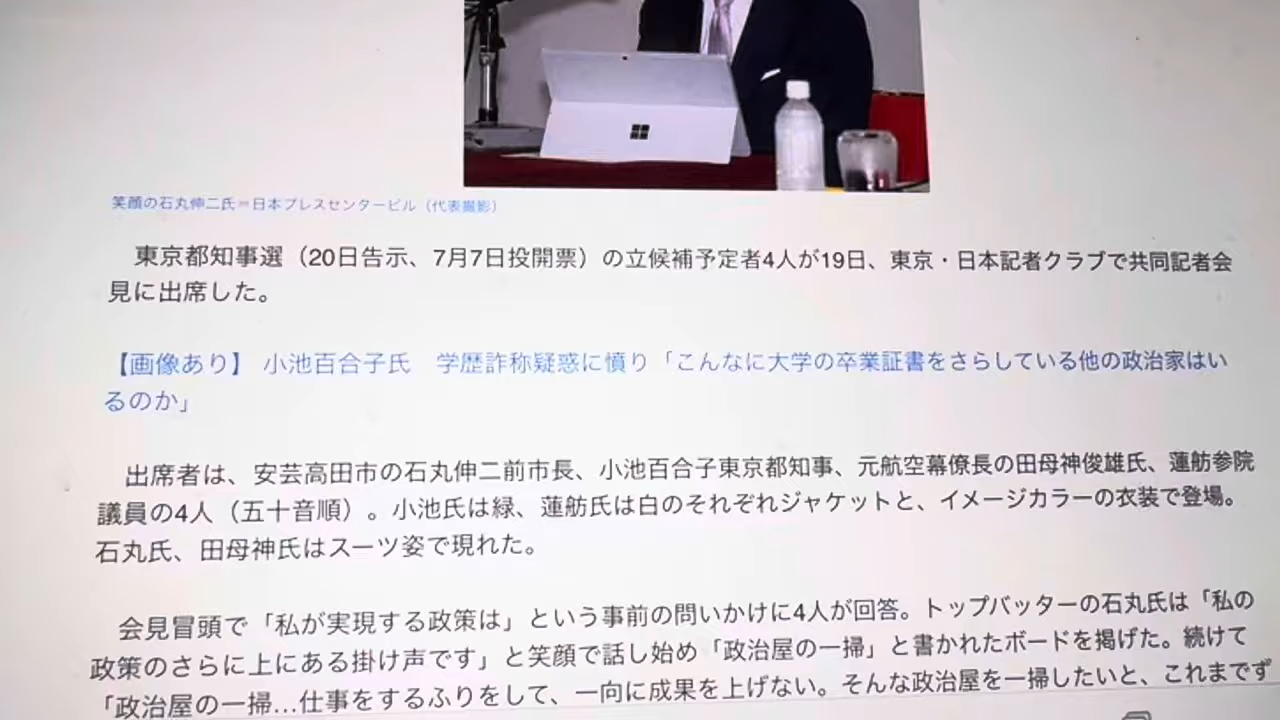 笑顔の石丸伸二氏＝日本プレスセンタービル（代表撮影）
東京都知事選（20日告示、7月7日投開票）の立候補予定者4人が19日、東京・日本記者クラブで共同記者会
見に出席した。
【画像あり】 小池百合子氏　学歴詐称疑惑に憤り「こんなに大学の卒業証書をさらしている他の政治家はい
るのか」
出席者は、安芸高田市の石丸伸二前市長、小池百合子東京都知事、元航空幕僚長の田母神俊雄氏、蓮舫参院
議員の4人（五十音順）。小池氏は緑、蓮舫氏は白のそれぞれジャケットと、イメージカラーの衣装で登場。
石丸氏、田母神氏はスーツ姿で現れた。
会見冒頭で「私が実現する政策は」という事前の問いかけに4人が回答。トップバッターの石丸氏は「私の
政策のさらに上にある掛け声です」と笑顔で話し始め「政治屋の一掃」と書かれたボードを掲げた。続けて
「政治屋の一掃…仕事をするふりをして、一向に成果を上げない。そんな政治屋を一掃したいと、これまでず